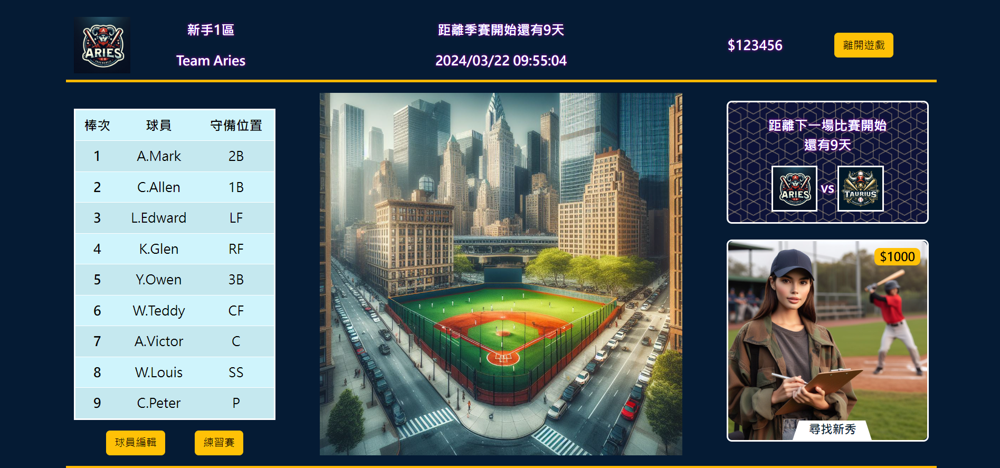 ARIES
新手1區
Team Aries
距離季賽開始還有9天
2024/03/22 09:55:04
$123456
離開遊戲
棒次 球員 守備位置
1 A.Mark 2B
2 C.Allen 1B
3 L.Edward LF
4 K.Glen RF
5 Y.Owen 3B
6 W.Teddy CF
7 A.Victor C
8 W.Louis SS
9 C.Peter P
球員編輯 練習賽
距離下一場比賽開始
還有9天
ARIES vs TAURIUS
$1000
尋找新秀